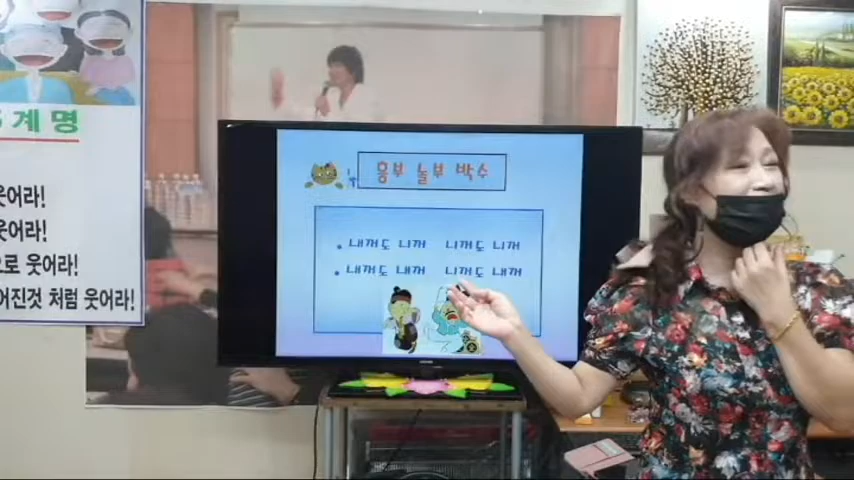 계명
웃어라!
웃어라!
으로 웃어라!
어진것 처럼 웃어라!
흥부 놀부 박수
• 내꺼도 니꺼 니꺼도 니꺼
• 내꺼도 내꺼 니꺼도 내꺼